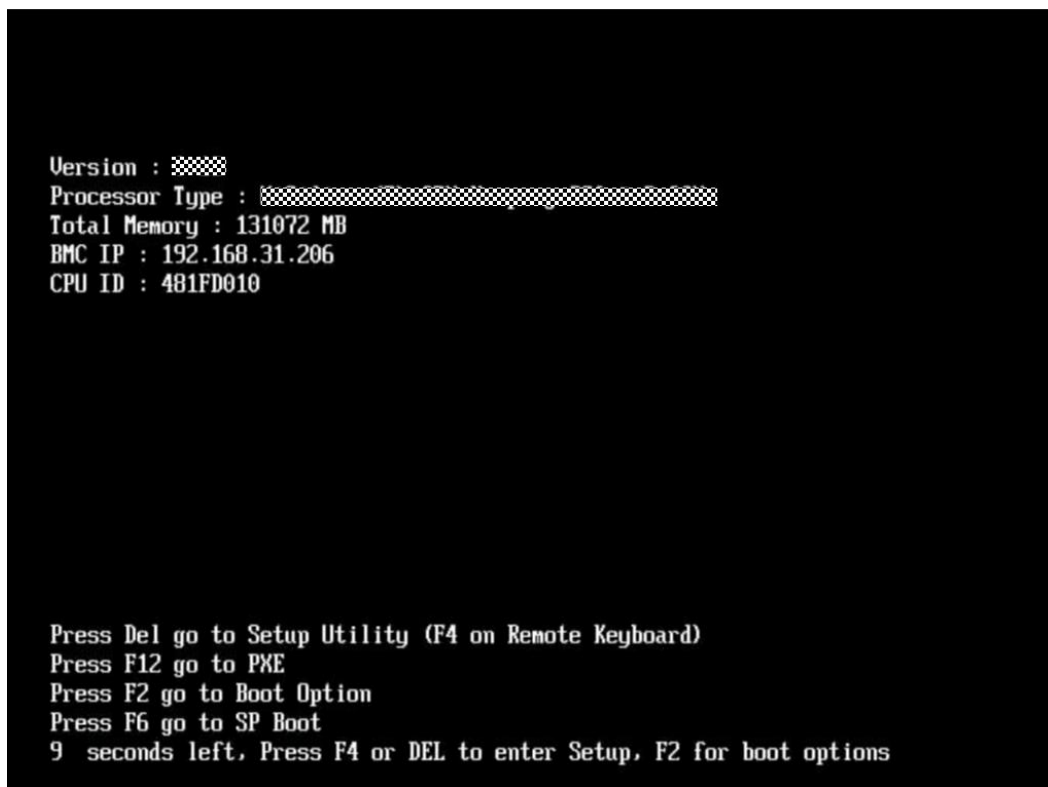 Version :
Processor Type :
Total Memory : 131072 MB
BMC IP : 192.168.31.206
CPU ID : 481FD010
Press Del go to Setup Utility (F4 on Remote Keyboard)
Press F12 go to PXE
Press F2 go to Boot Option
Press F6 go to SP Boot
9 seconds left, Press F4 or DEL to enter Setup, F2 for boot options